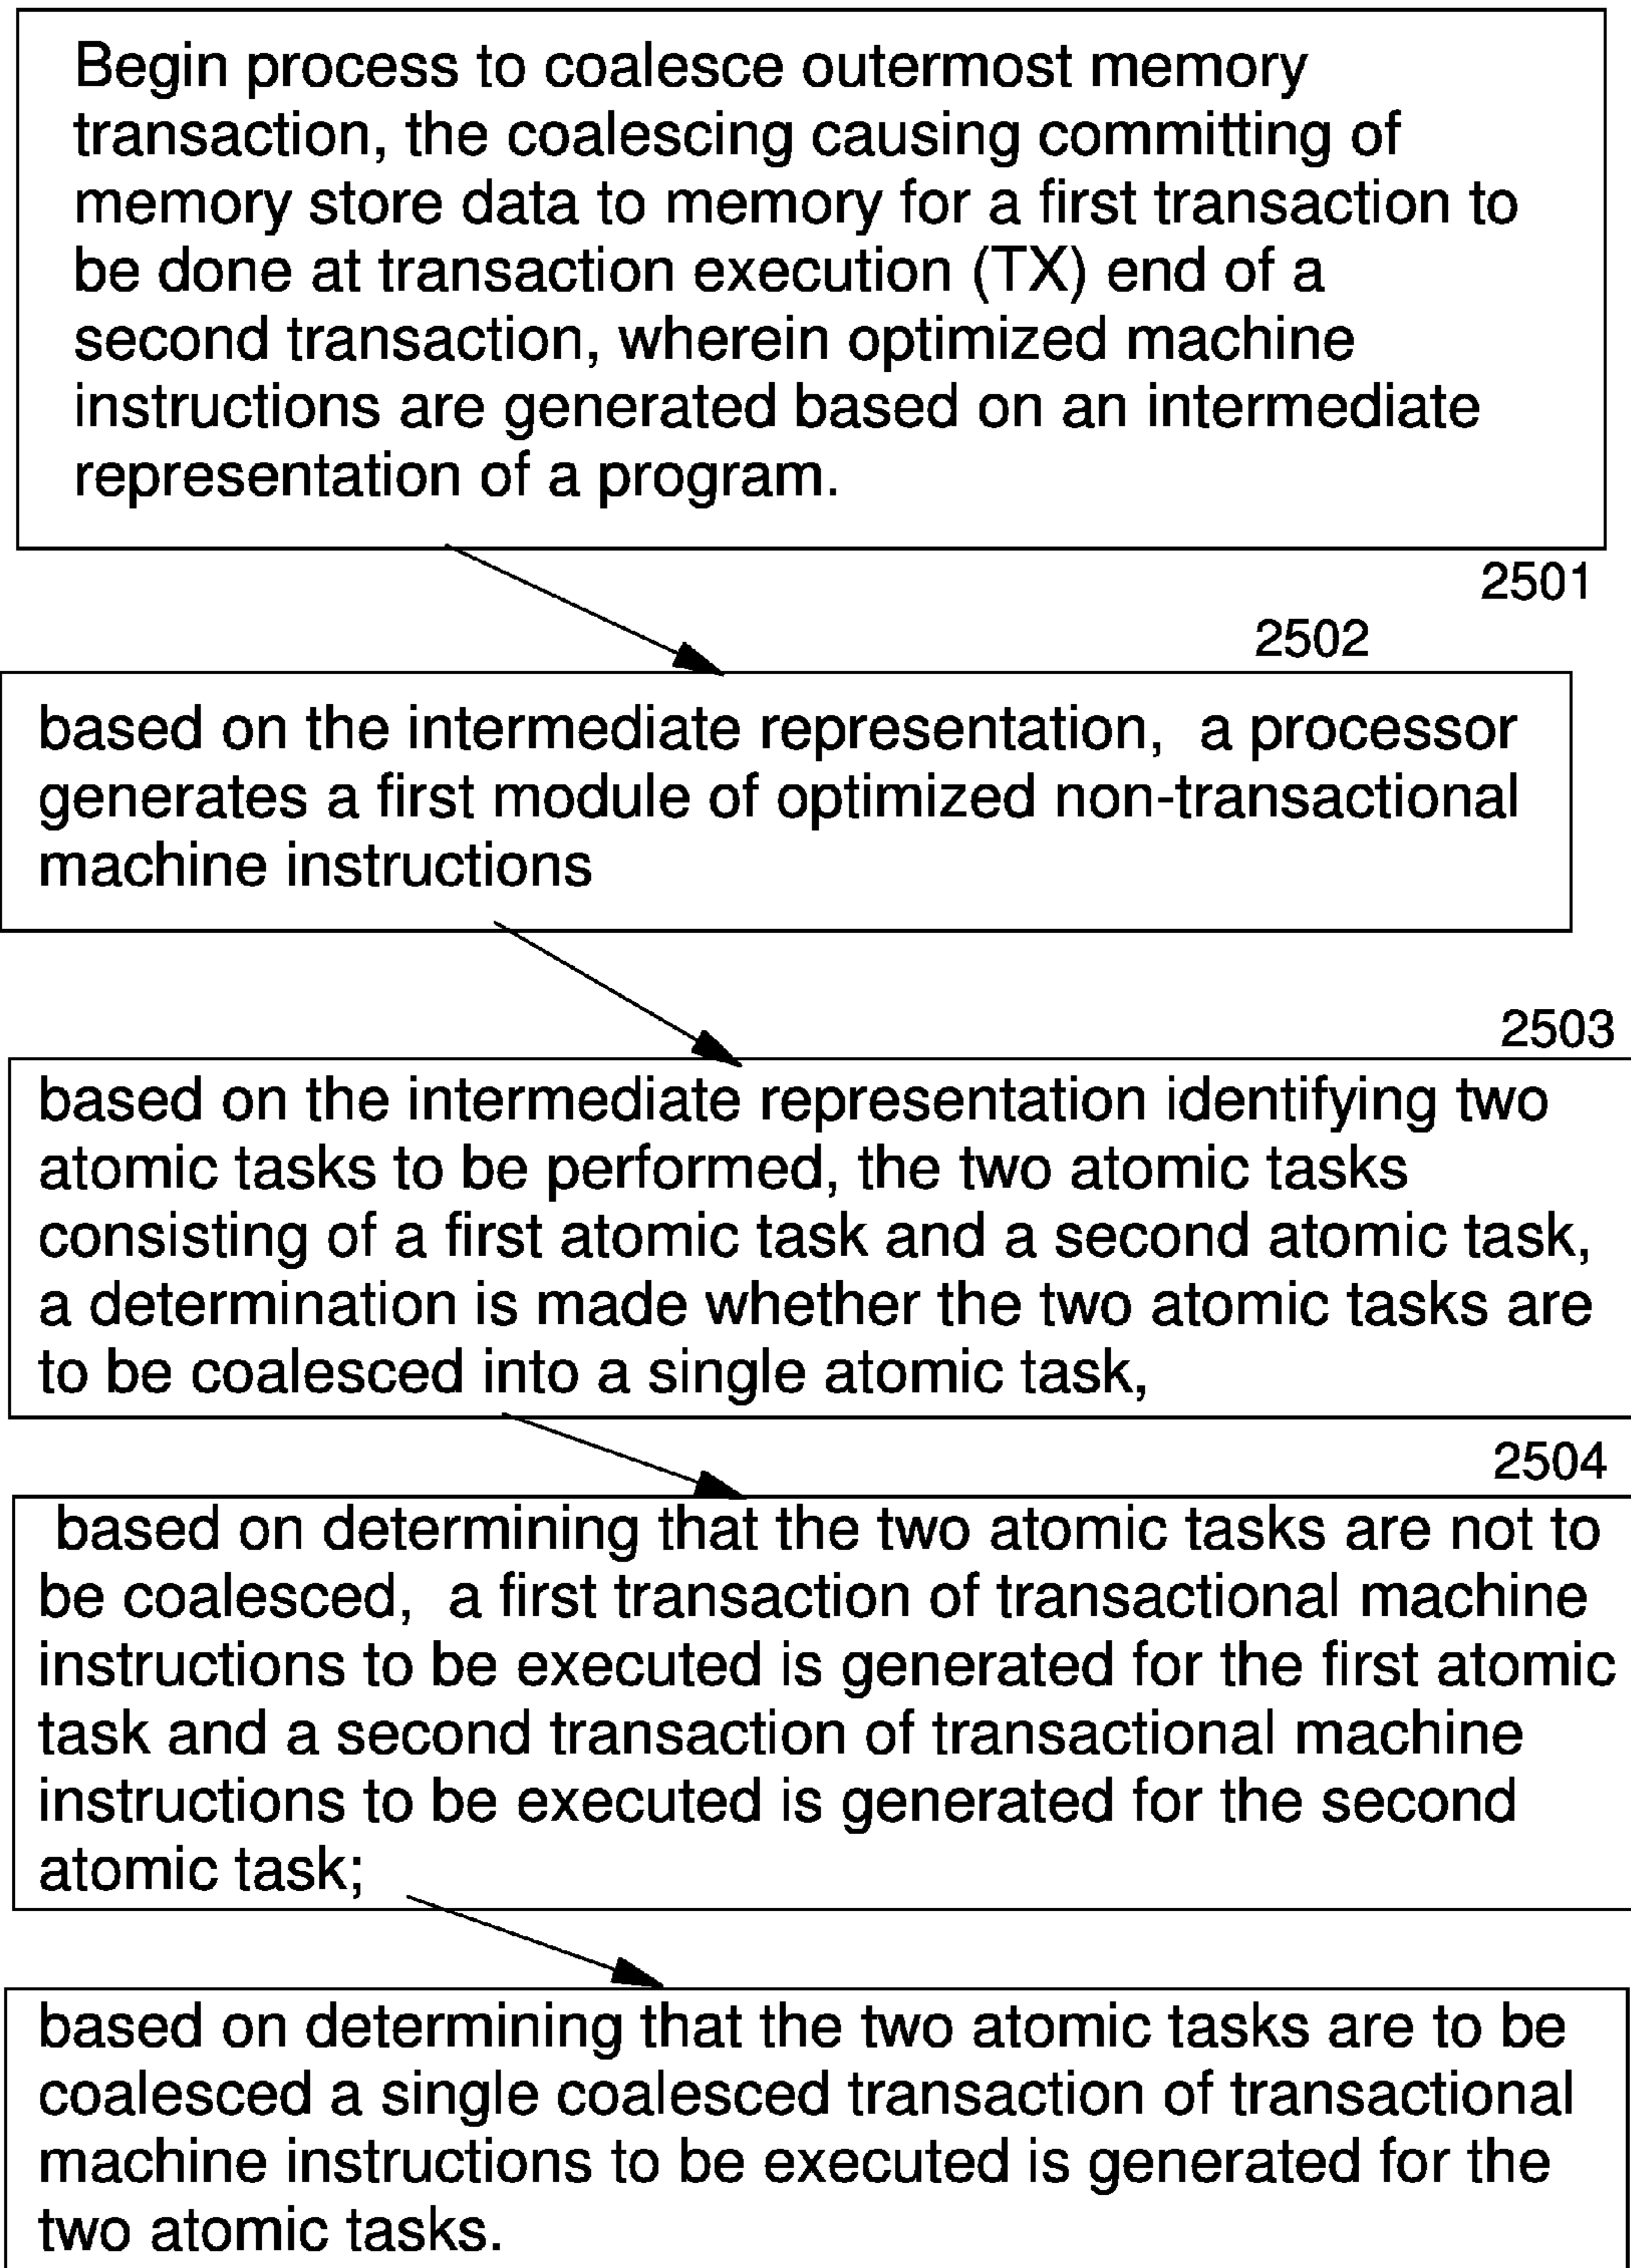 Begin process to coalesce outermost memory
transaction, the coalescing causing committing of
memory store data to memory for a first transaction to
be done at transaction execution (TX) end of a
second transaction, wherein optimized machine
instructions are generated based on an intermediate
representation of a program.
2501
2502
based on the intermediate representation, a processor
generates a first module of optimized non-transactional
machine instructions
2503
based on the intermediate representation identifying two
atomic tasks to be performed, the two atomic tasks
consisting of a first atomic task and a second atomic task,
a determination is made whether the two atomic tasks are
to be coalesced into a single atomic task,
2504
based on determining that the two atomic tasks are not to
be coalesced, a first transaction of transactional machine
instructions to be executed is generated for the first atomic
task and a second transaction of transactional machine
instructions to be executed is generated for the second
atomic task;
based on determining that the two atomic tasks are to be
coalesced a single coalesced transaction of transactional
machine instructions to be executed is generated for the
two atomic tasks.